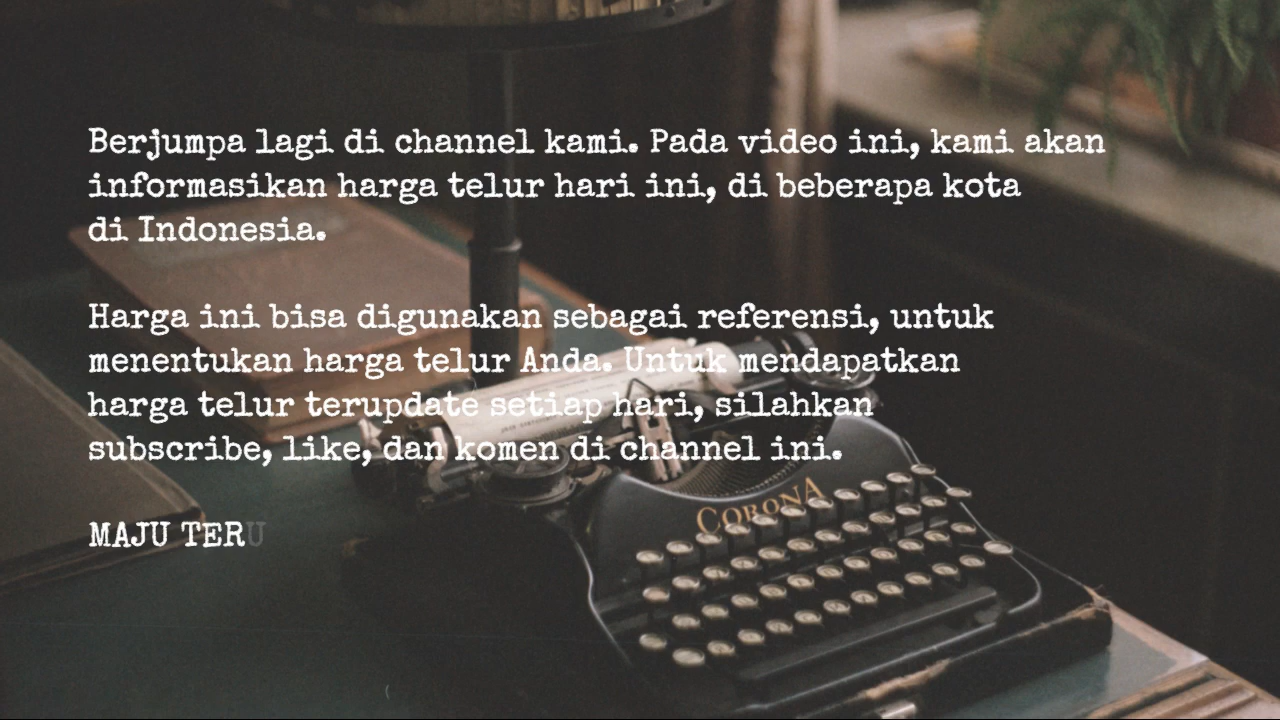 Berjumpa lagi di channel kami. Pada video ini, kami akan
informasikan harga telur hari ini, di beberapa kota
di Indonesia.
Harga ini bisa digunakan sebagai referensi, untuk
menentukan harga telur Anda. Untuk mendapatkan
harga telur terupdate setiap hari, silahkan
subscribe, like, dan komen di channel ini.
MAJU TERU
CORONA